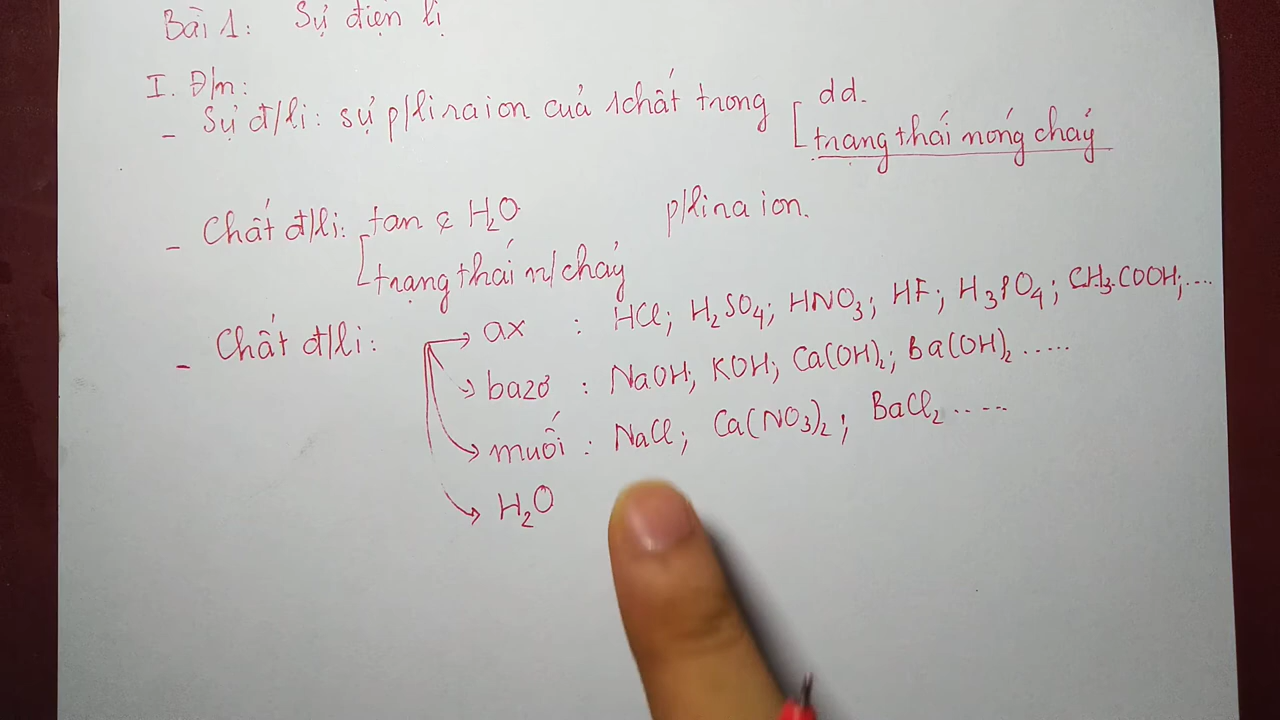 Bài 1: Sự điện li
I. Đ/n:
- Sự đ/li: sự p/li ra ion của 1 chất trong [ dd.
trạng thái nóng chảy
- Chất đ/li: tan H₂O p/li ra ion.
trạng thái n/chảy
- Chất đ/li: → ax : HCl; H₂SO₄; HNO₃; HF; H₃PO₄; CH₃COOH; ....
→ bazơ : NaOH; KOH; Ca(OH)₂; Ba(OH)₂ .....
→ muối : NaCl; Ca(NO₃)₂; BaCl₂ .....
→ H₂O